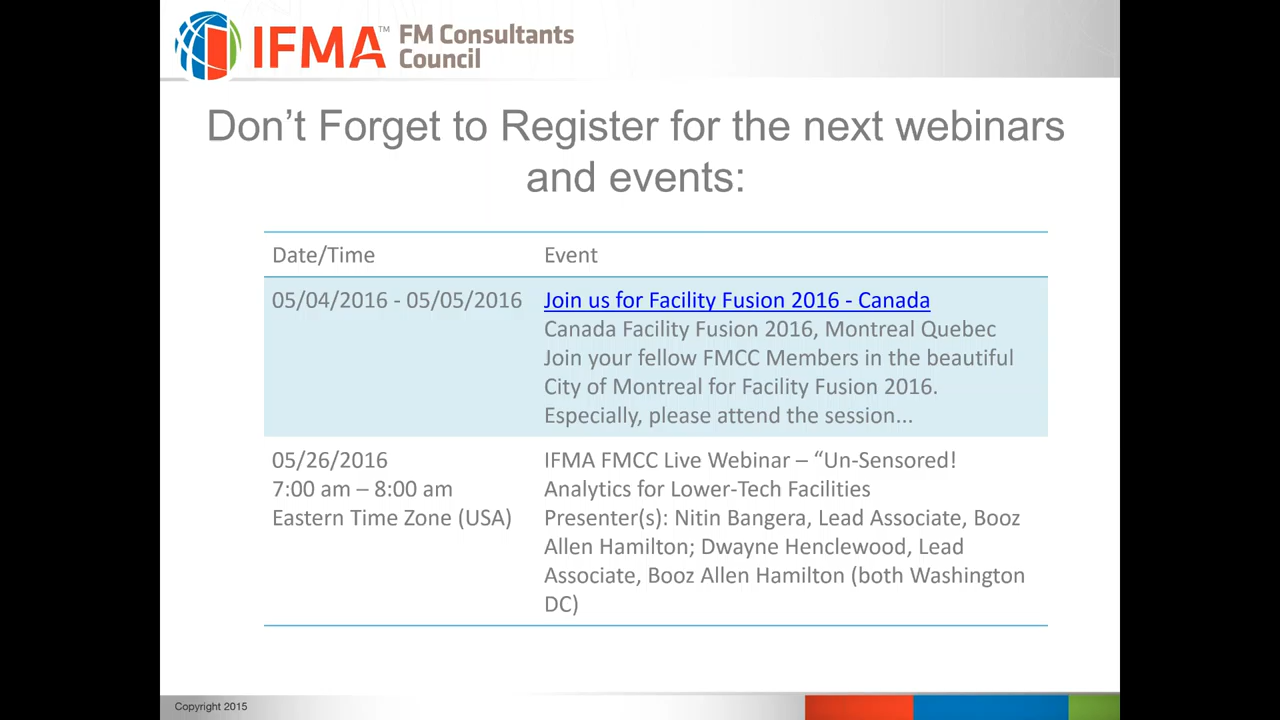 IFMA™ FM Consultants
Council
Don’t Forget to Register for the next webinars
and events:
Date/Time Event
05/04/2016 - 05/05/2016 Join us for Facility Fusion 2016 - Canada
Canada Facility Fusion 2016, Montreal Quebec
Join your fellow FMCC Members in the beautiful
City of Montreal for Facility Fusion 2016.
Especially, please attend the session...
05/26/2016 IFMA FMCC Live Webinar – “Un-Sensored!
7:00 am – 8:00 am Analytics for Lower-Tech Facilities
Eastern Time Zone (USA) Presenter(s): Nitin Bangera, Lead Associate, Booz
Allen Hamilton; Dwayne Henclewood, Lead
Associate, Booz Allen Hamilton (both Washington
DC)
Copyright 2015